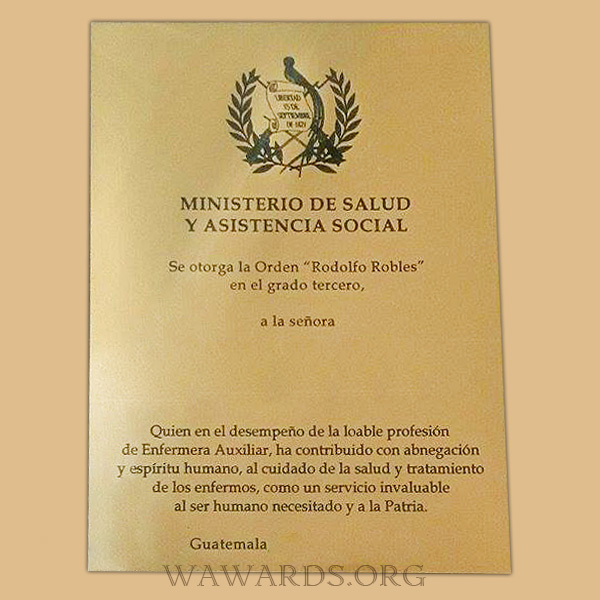 LIBERTAD
15 DE
SEPTIEMBRE
DE 1821
MINISTERIO DE SALUD
Y ASISTENCIA SOCIAL
Se otorga la Orden “Rodolfo Robles”
en el grado tercero,
a la señora
Quien en el desempeño de la loable profesión
de Enfermera Auxiliar, ha contribuido con abnegación
y espíritu humano, al cuidado de la salud y tratamiento
de los enfermos, como un servicio invaluable
al ser humano necesitado y a la Patria.
Guatemala
WAWARDS.ORG